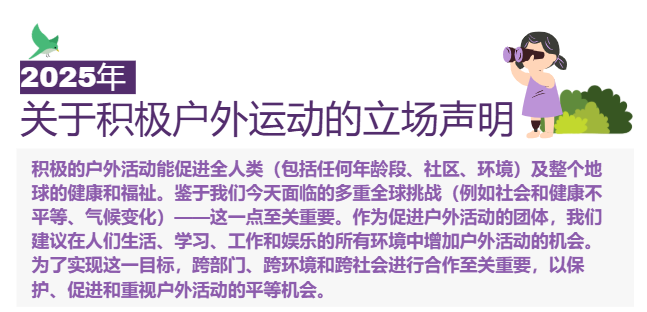 2025年
关于积极户外运动的立场声明
积极的户外活动能促进全人类（包括任何年龄段、社区、环境）及整个地
球的健康和福祉。鉴于我们今天面临的多重全球挑战（例如社会和健康不
平等、气候变化）——这一点至关重要。作为促进户外活动的团体，我们
建议在人们生活、学习、工作和娱乐的所有环境中增加户外活动的机会。
为了实现这一目标，跨部门、跨环境和跨社会进行合作至关重要，以保
护、促进和重视户外活动的平等机会。